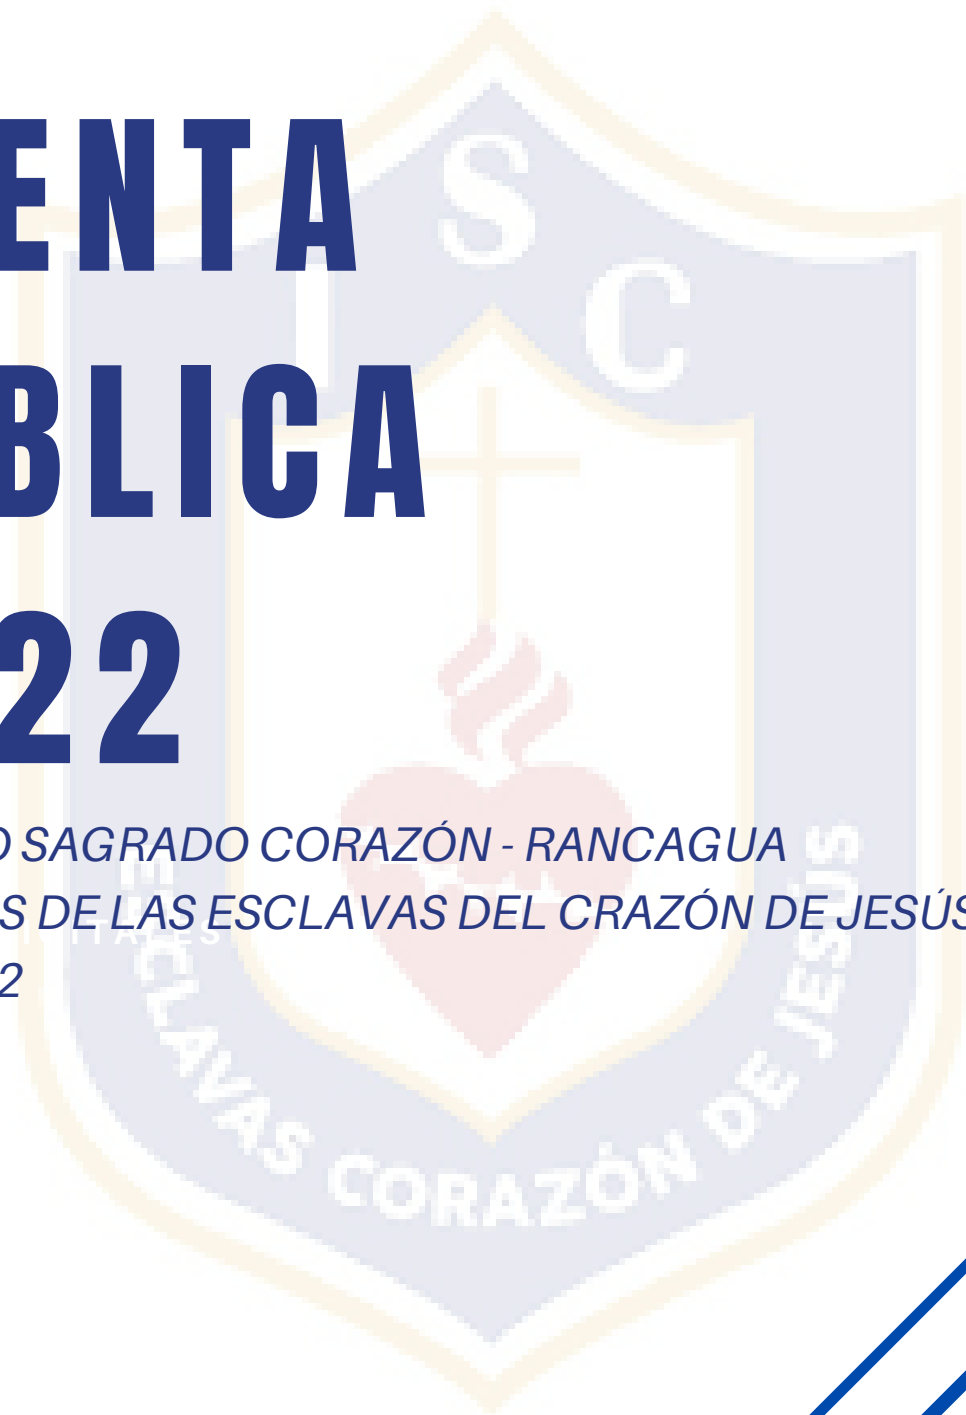 ENTA
BLICA
22
O SAGRADO CORAZÓN - RANCAGUA
S DE LAS ESCLAVAS DEL CRAZÓN DE JESÚS
2
I S C
ESCLAVAS CORAZÓN DE JESÚS